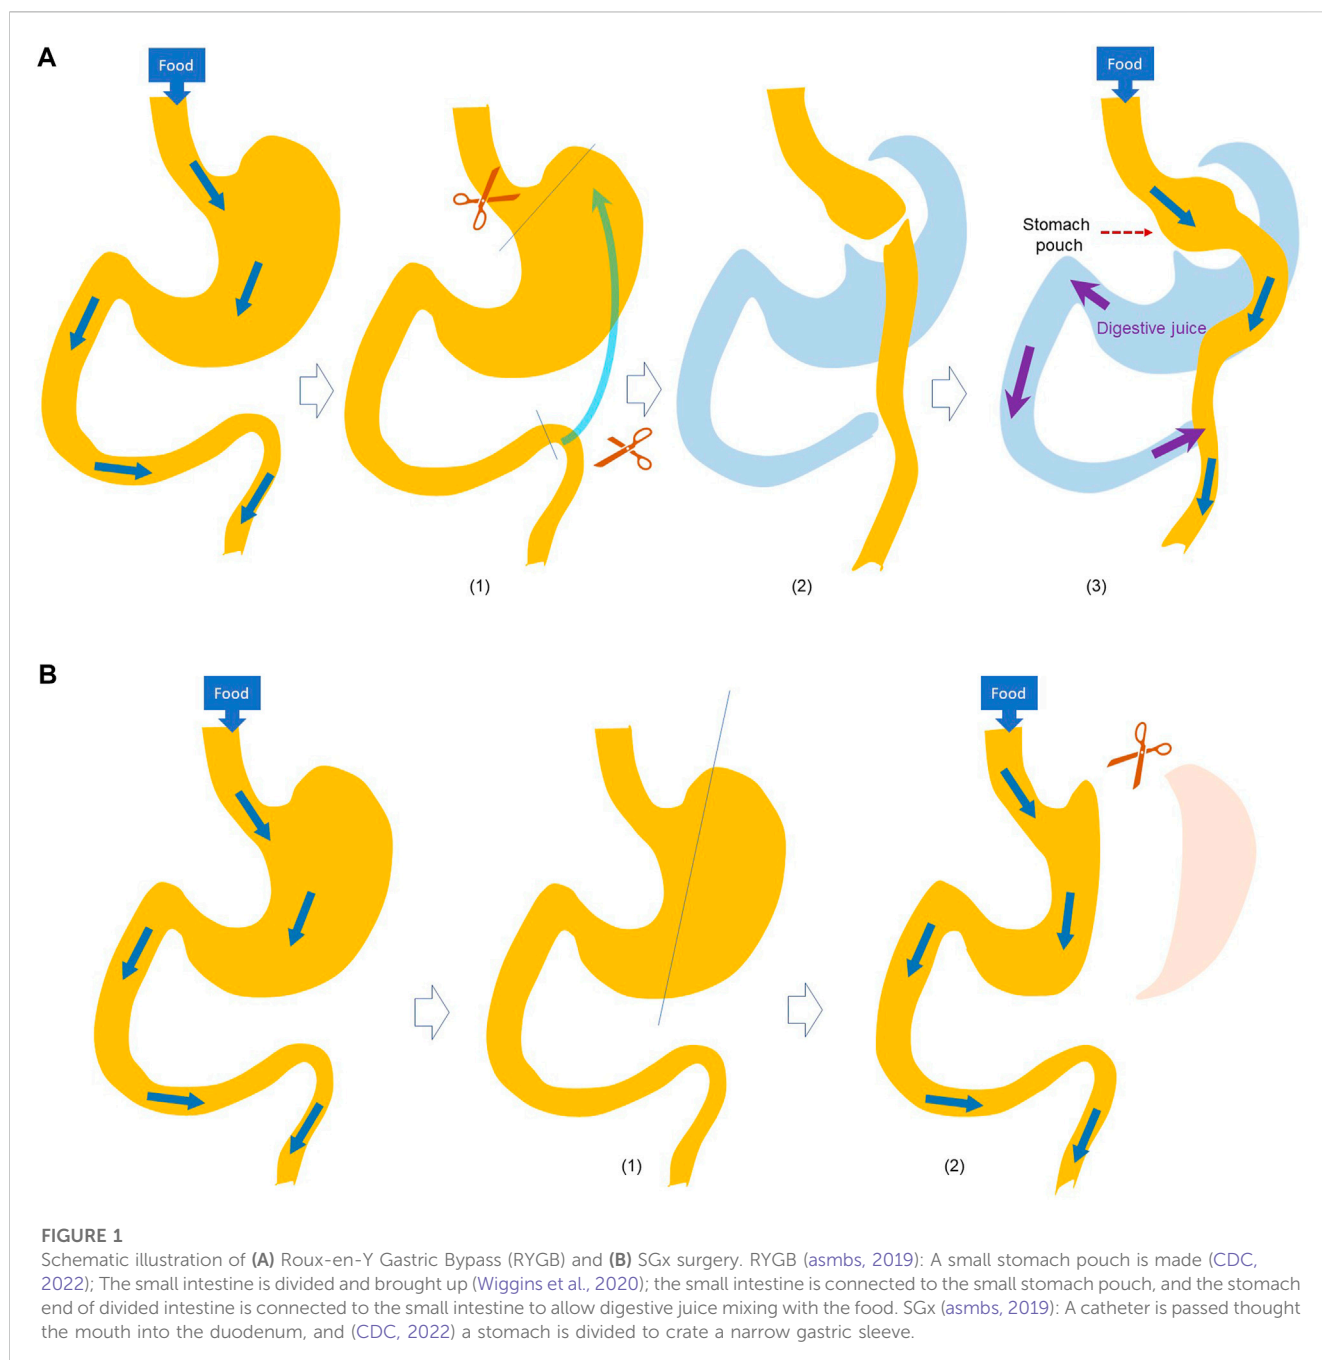 A
Food
Food
Stomach
pouch
Digestive juice
(1)
(2)
(3)
B
Food
Food
(1)
(2)
FIGURE 1
Schematic illustration of (A) Roux-en-Y Gastric Bypass (RYGB) and (B) SGx surgery. RYGB (asmbs, 2019): A small stomach pouch is made (CDC,
2022); The small intestine is divided and brought up (Wiggins et al., 2020); the small intestine is connected to the small stomach pouch, and the stomach
end of divided intestine is connected to the small intestine to allow digestive juice mixing with the food. SGx (asmbs, 2019): A catheter is passed thought
the mouth into the duodenum, and (CDC, 2022) a stomach is divided to crate a narrow gastric sleeve.